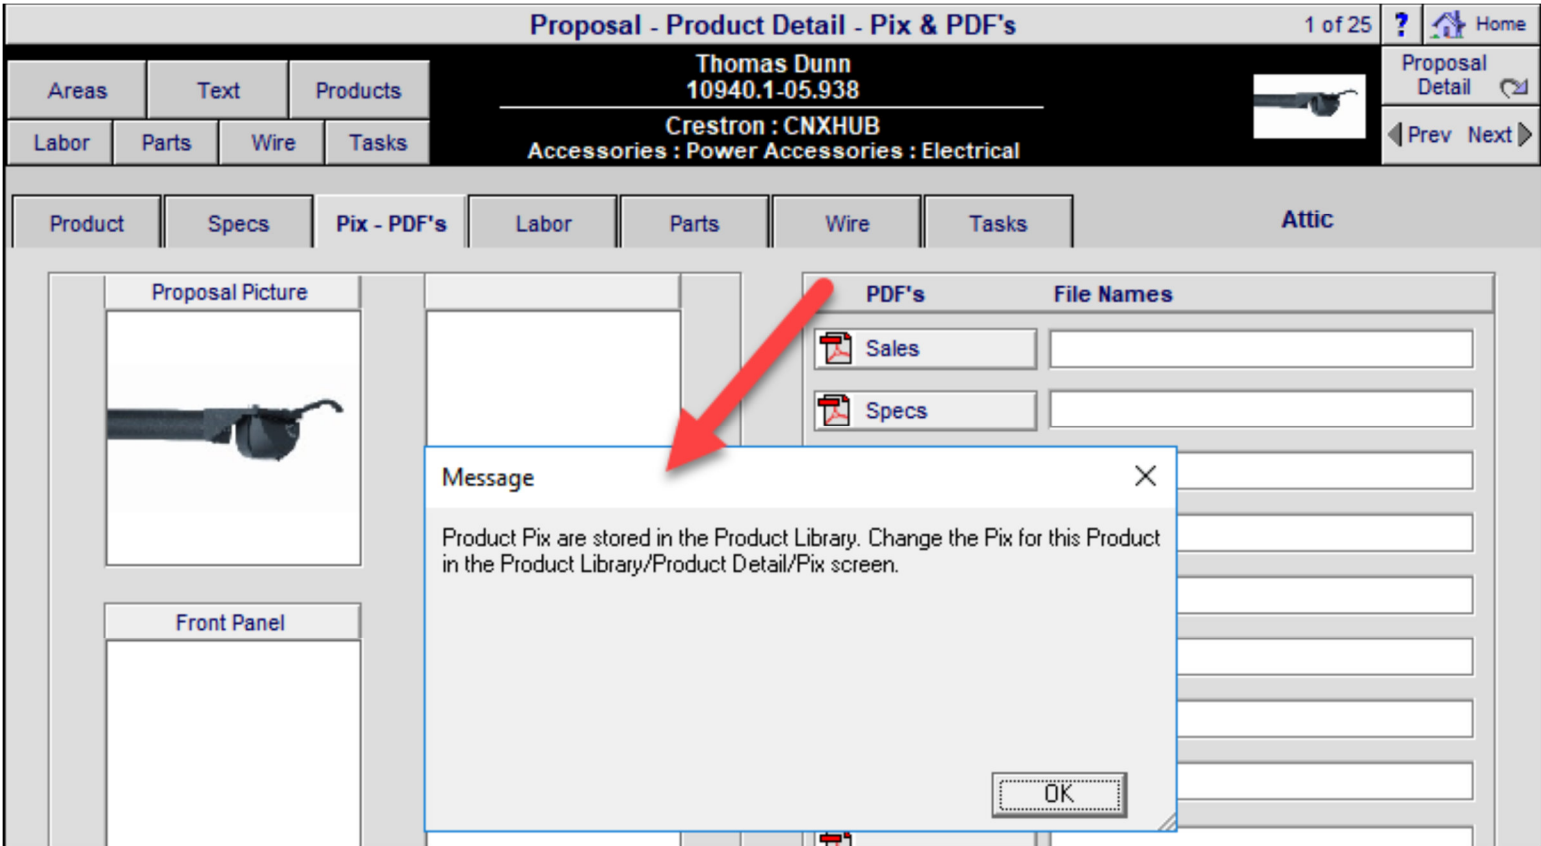 Proposal - Product Detail - Pix & PDF's
1 of 25
?
Home
Areas
Text
Products
Labor
Parts
Wire
Tasks
Thomas Dunn
10940.1-05.938
Crestron : CNXHUB
Accessories : Power Accessories : Electrical
Proposal
Detail
Prev
Next
Product
Specs
Pix - PDF's
Labor
Parts
Wire
Tasks
Attic
Proposal Picture
PDF's
File Names
Sales
Specs
Message
Product Pix are stored in the Product Library. Change the Pix for this Product
in the Product Library/Product Detail/Pix screen.
OK
Front Panel